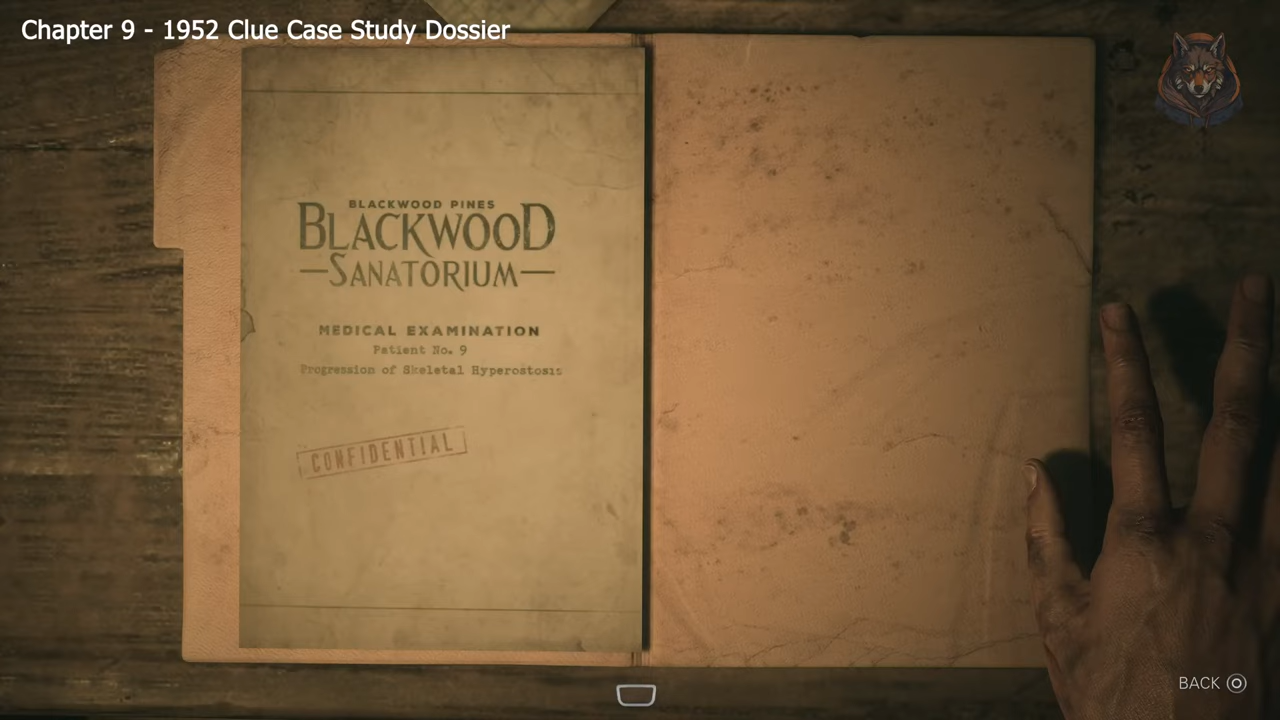 Chapter 9 - 1952 Clue Case Study Dossier
BLACKWOOD PINES
BLACKWOOD
SANATORIUM
MEDICAL EXAMINATION
Patient No. 9
Progression of Skeletal Hyperostosis
CONFIDENTIAL
BACK